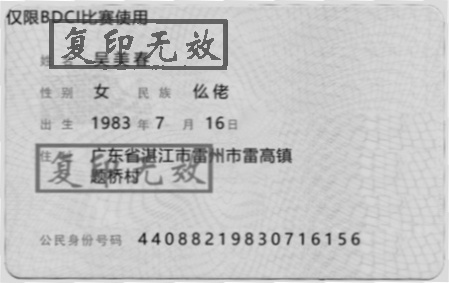 仅限BDCI比赛使用
复印无效
姓名 吴美春
性别 女 民族 仫佬
出生 1983 年 7 月 16 日
住 广东省湛江市雷州市雷高镇
复印无效
题桥村
公民身份号码 44088219830716156